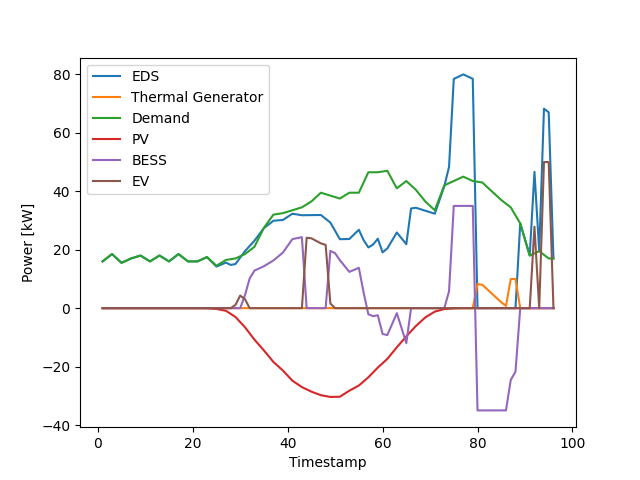 EDS
Thermal Generator
Demand
PV
BESS
EV
80
60
40
20
0
−20
−40
Power [kW]
0 20 40 60 80 100
Timestamp